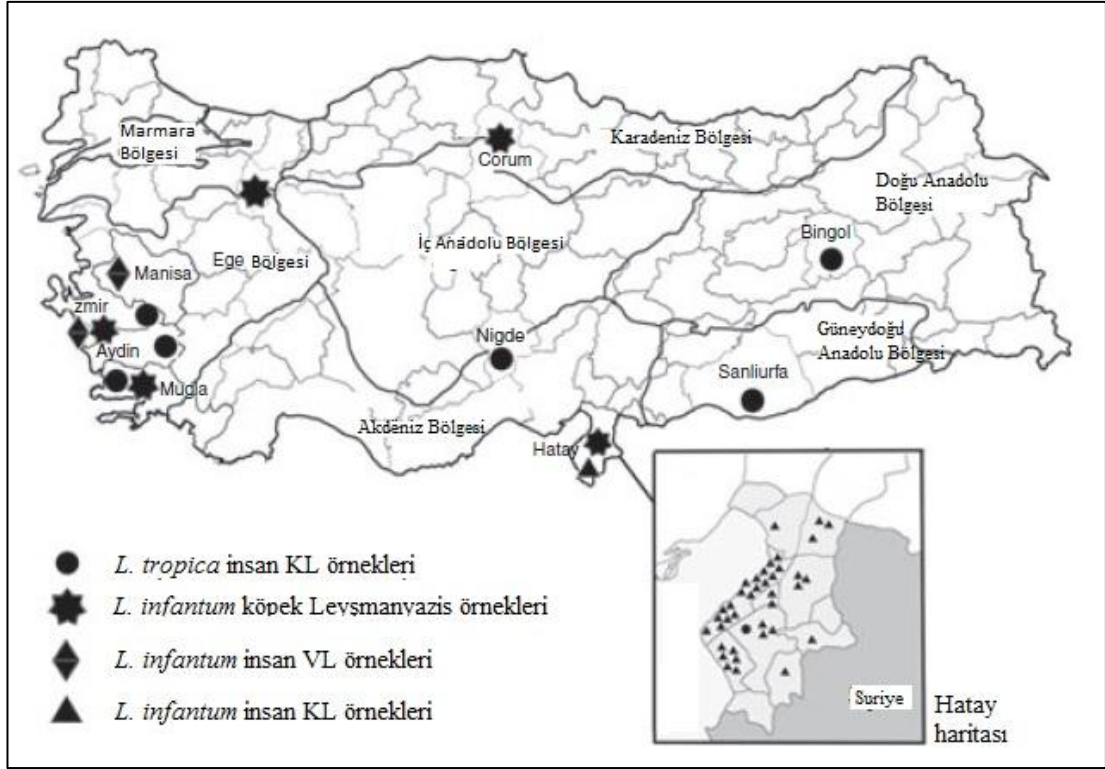 Marmara
Bölgesi
Karadeniz Bölgesi
Corum
Doğu Anadolu
Bölgesi
Bingol
İç Anadolu Bölgesi
Ege Bölgesi
Manisa
zmir
Aydin
Mugla
Nigde
Güneydoğu
Anadolu Bölgesi
Sanliurfa
Akdeniz Bölgesi
Hatay
L. tropica insan KL örnekleri
L. infantum köpek Leyşmanyazis örnekleri
L. infantum insan VL örnekleri
L. infantum insan KL örnekleri
Suriye
Hatay
haritası